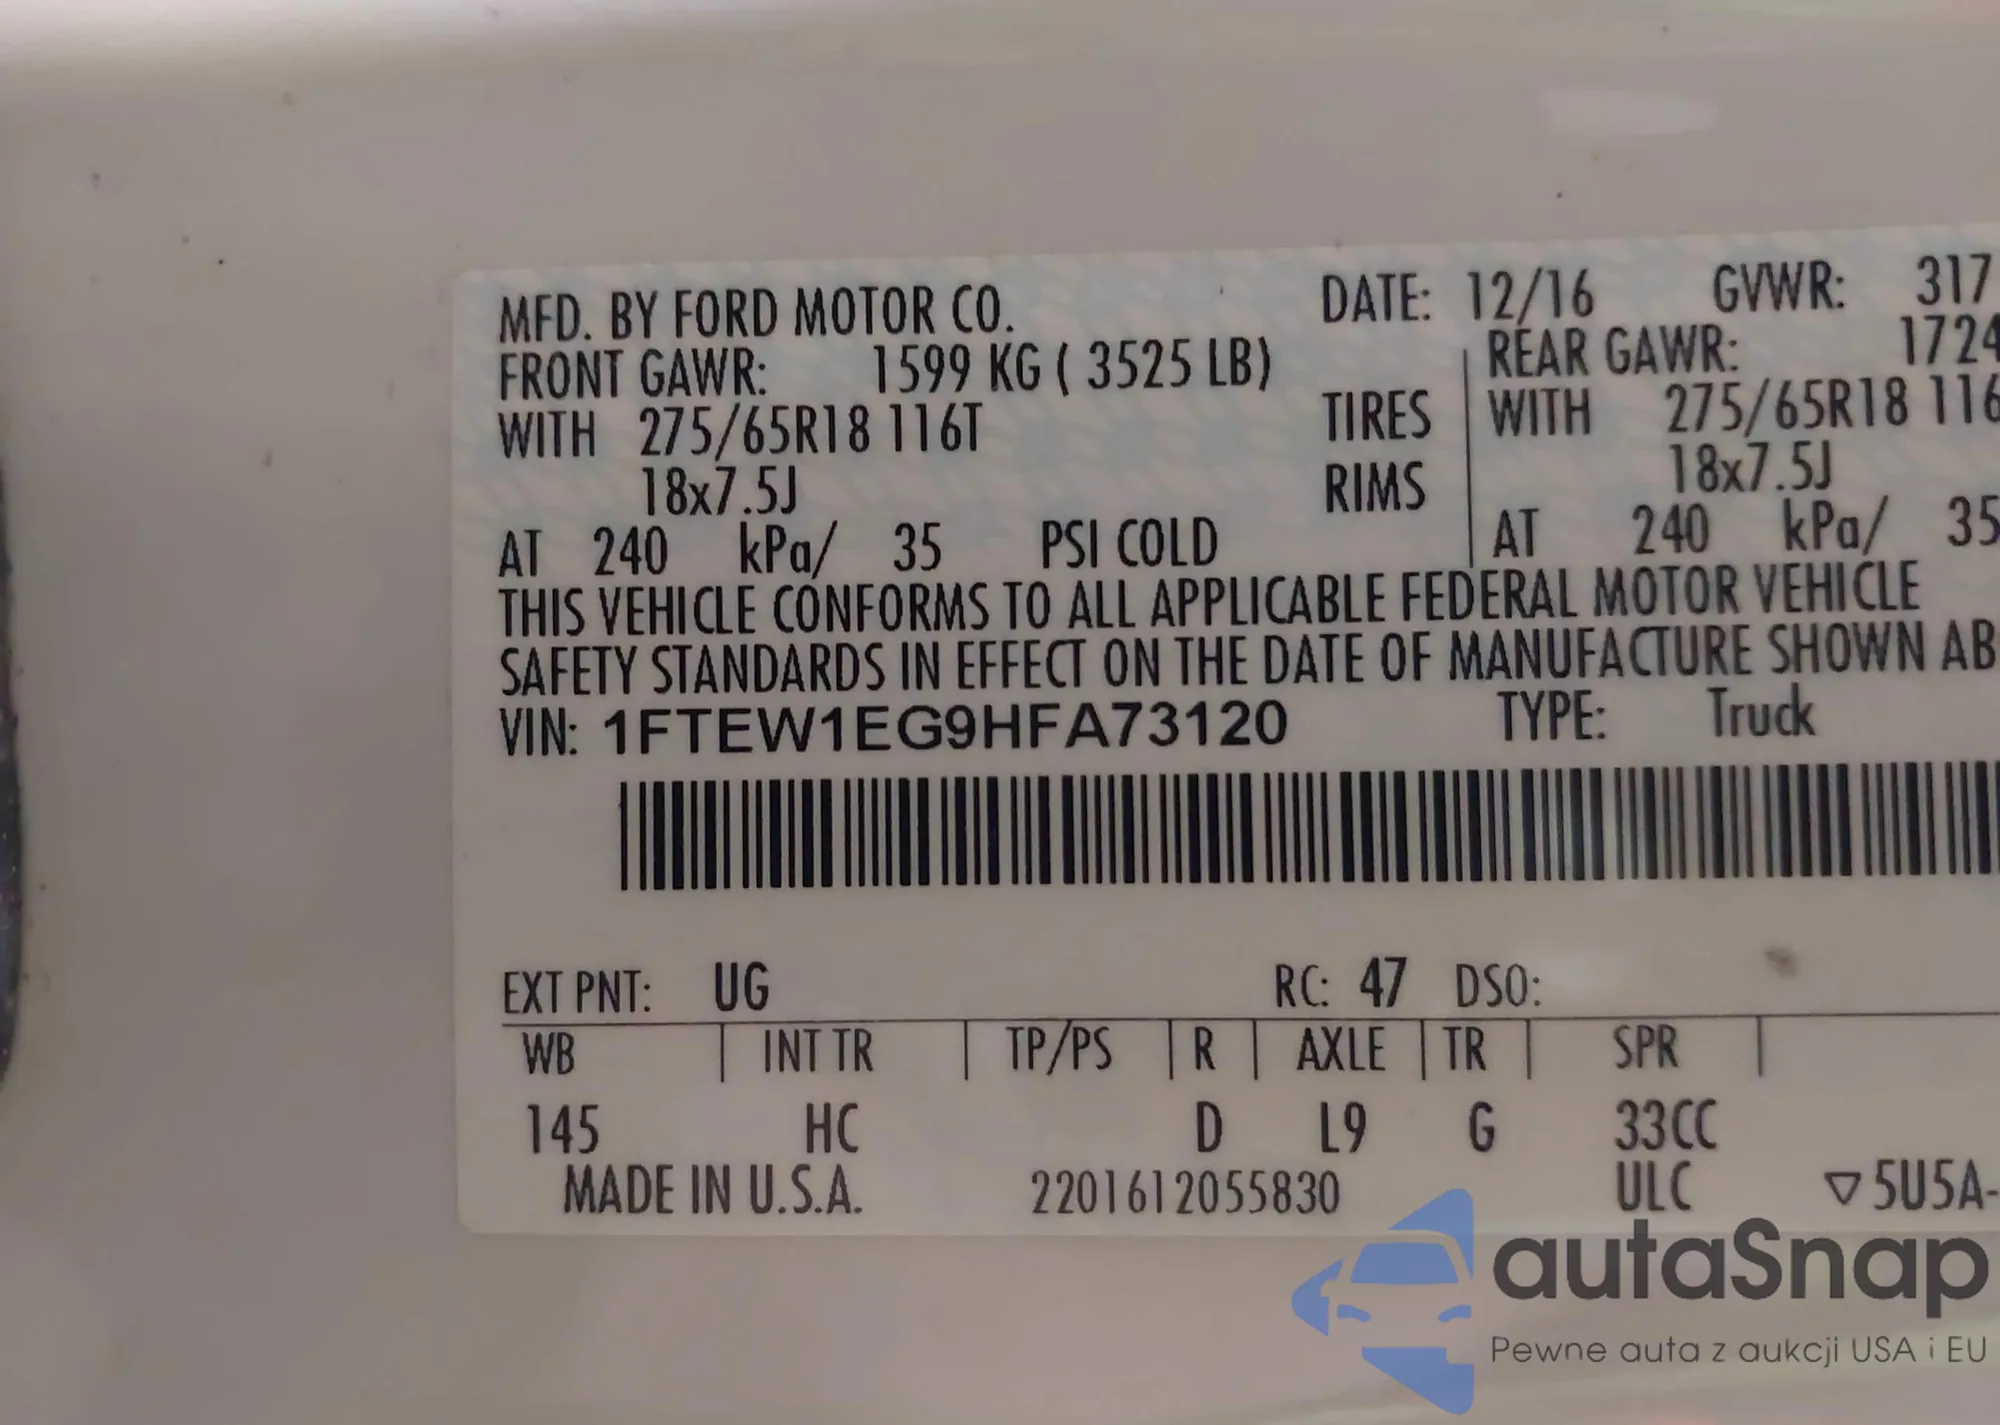 MFD. BY FORD MOTOR CO. DATE: 12/16 GVWR: 317
FRONT GAWR: 1599 KG ( 3525 LB) REAR GAWR: 1724
WITH 275/65R18 116T TIRES WITH 275/65R18 116
18x7.5J RIMS 18x7.5J
AT 240 kPa/ 35 PSI COLD AT 240 kPa/ 35
THIS VEHICLE CONFORMS TO ALL APPLICABLE FEDERAL MOTOR VEHICLE
SAFETY STANDARDS IN EFFECT ON THE DATE OF MANUFACTURE SHOWN AB
VIN: 1FTEW1EG9HFA73120 TYPE: Truck
EXT PNT: UG RC: 47 DSO:
WB INT TR TP/PS R AXLE TR SPR
145 HC D L9 G 33CC
MADE IN U.S.A. 2201612055830 ULC ▽5U5A-
autaSnap
Pewne auta z aukcji USA i EU